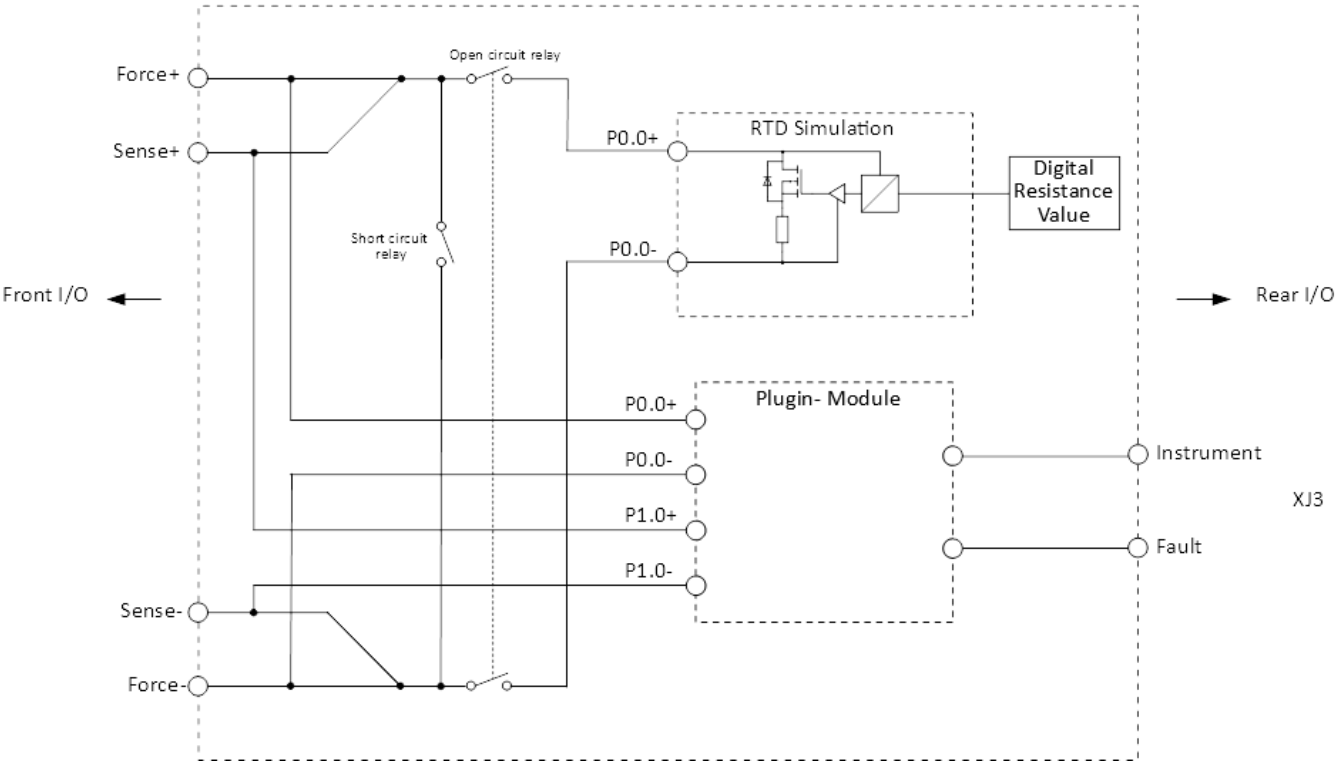 Open circuit relay
Force+
P0.0+
RTD Simulation
Sense+
Digital
Resistance
Value
Short circuit
relay
P0.0-
Front I/O
Rear I/O
P0.0+
Plugin- Module
P0.0-
Instrument
XJ3
P1.0+
Fault
P1.0-
Sense-
Force-